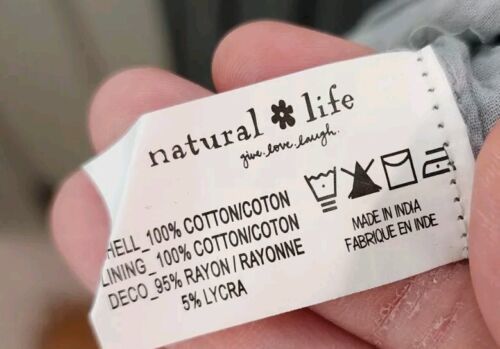 natural life
give.love.laugh.
HELL_100% COTTON/COTON
LINING_100% COTTON/COTON
DECO_95% RAYON / RAYONNE
5% LYCRA
MADE IN INDIA
FABRIQUE EN INDE